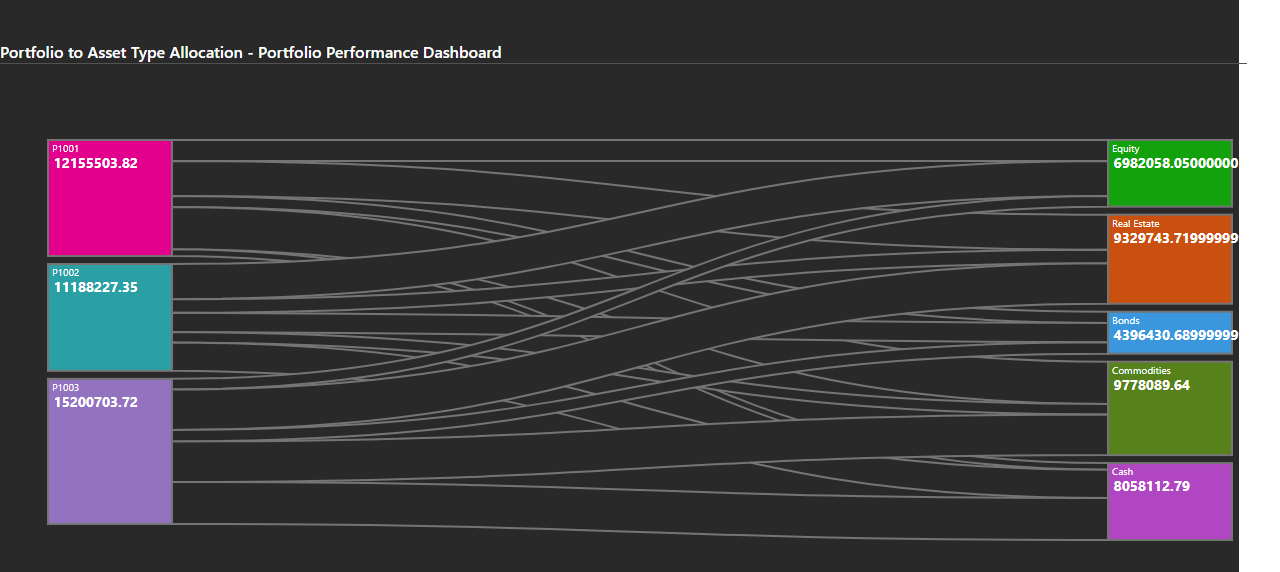 Portfolio to Asset Type Allocation - Portfolio Performance Dashboard
P1001
12155503.82
P1002
11188227.35
P1003
15200703.72
Equity
6982058.05000000
Real Estate
9329743.71999999
Bonds
4396430.68999999
Commodities
9778089.64
Cash
8058112.79